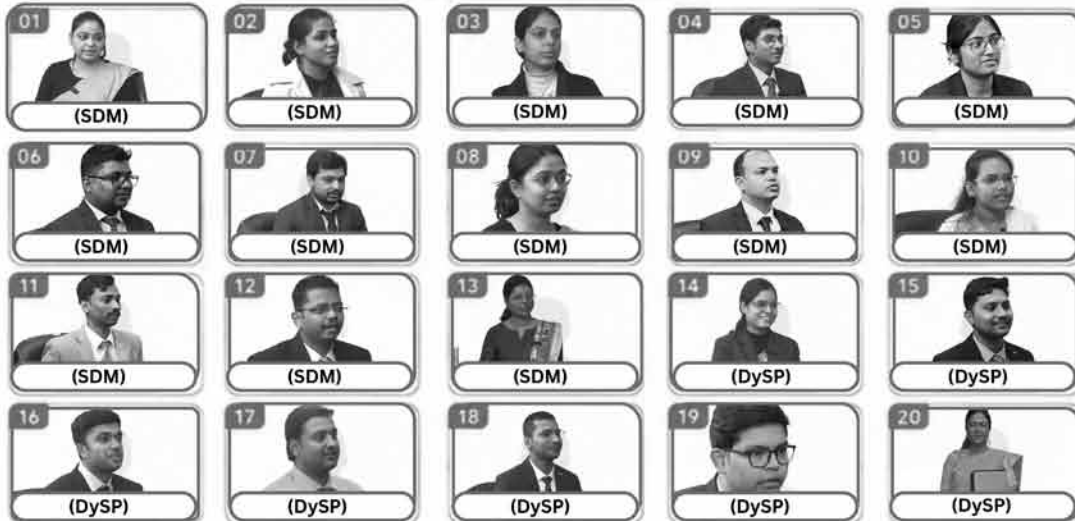 01 02 03 04 05
(SDM) (SDM) (SDM) (SDM) (SDM)
06 07 08 09 10
(SDM) (SDM) (SDM) (SDM) (SDM)
11 12 13 14 15
(SDM) (SDM) (SDM) (DySP) (DySP)
16 17 18 19 20
(DySP) (DySP) (DySP) (DySP) (DySP)